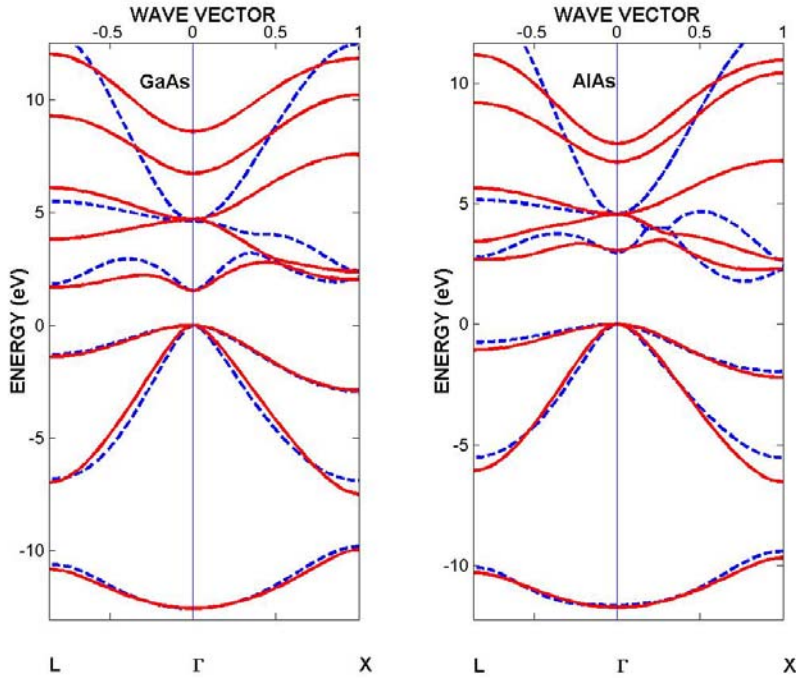 WAVE VECTOR
-0.5 0 0.5 1
GaAs
10
5
0
-5
-10
ENERGY (eV)
L Γ X
WAVE VECTOR
-0.5 0 0.5 1
AlAs
10
5
0
-5
-10
ENERGY (eV)
L Γ X